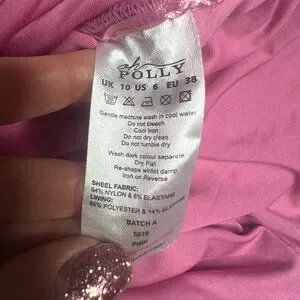 oh
POLLY
UK 10 US 6 EU 38
Gentle machine wash in cool water
Do not bleach
Cool Iron
Do not dry clean
Do not tumble dry
Wash dark colour separate
Dry Flat
Re-shape whilst damp
Iron on Reverse
SHEEL FABRIC:
94% NYLON & 6% ELASTANE
LINING:
86% POLYESTER & 14% ELASTANE
BATCH A
5619